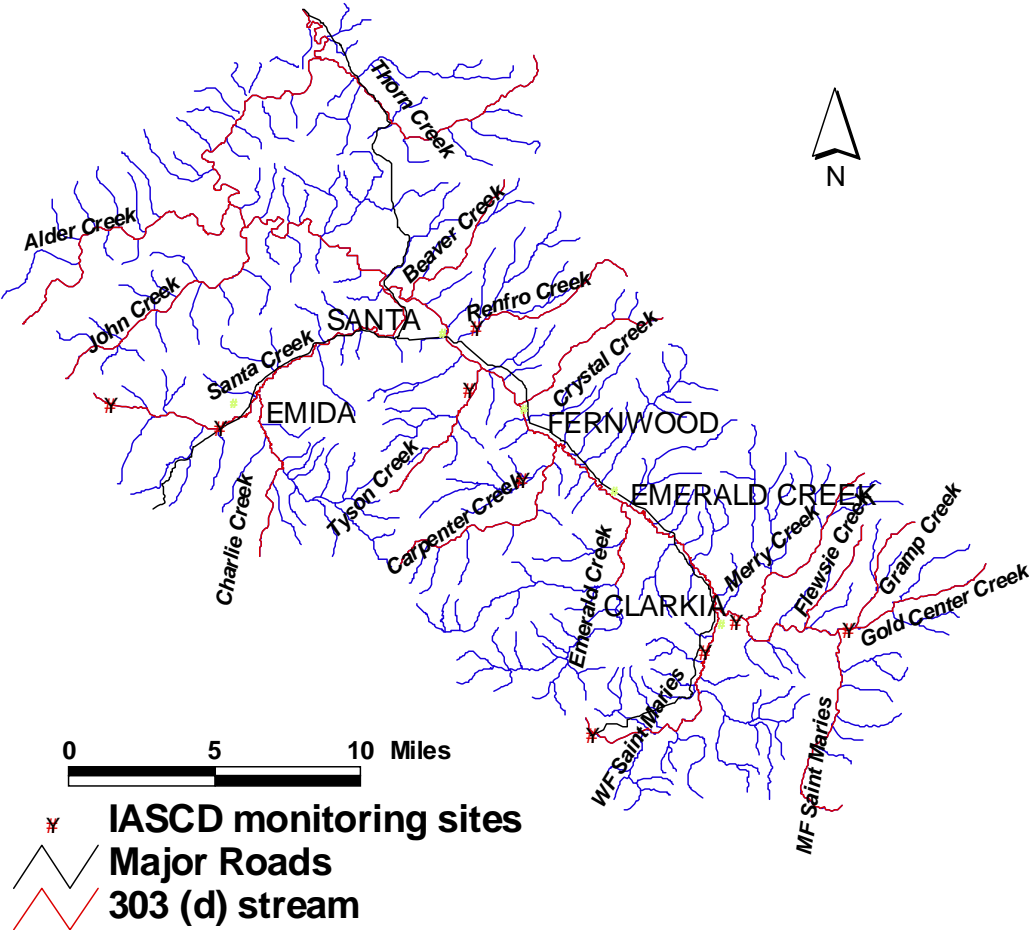 Thorn Creek
N
Beaver Creek
Alder Creek
Renfro Creek
John Creek
SANTA
Crystal Creek
Santa Creek
EMIDA
FERNWOOD
Tyson Creek
Carpenter Creek
EMERALD CREEK
Charlie Creek
Merry Creek
Flewsie Creek
Gramp Creek
Emerald Creek
CLARKIA
Gold Center Creek
WF Saint Maries
MF Saint Maries
0 5 10 Miles
¥ IASCD monitoring sites
Major Roads
303 (d) stream